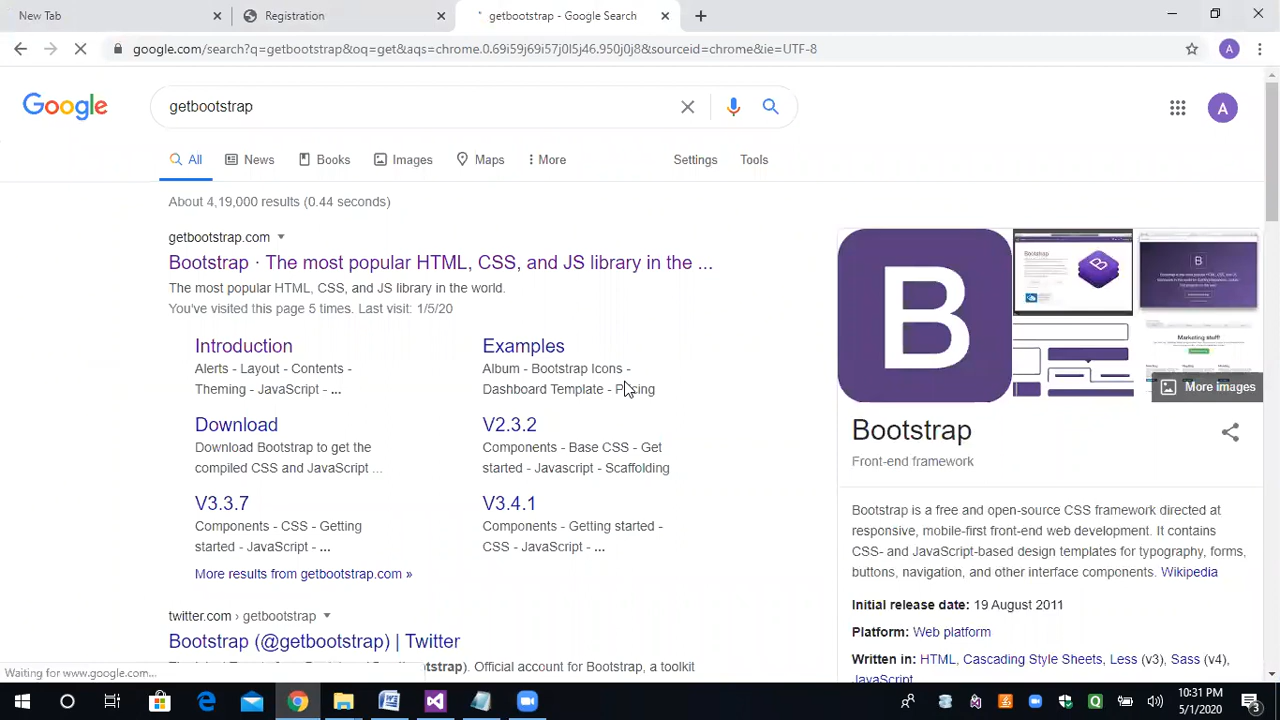 New Tab
Registration
getbootstrap - Google Search
google.com/search?q=getbootstrap&oq=get&aqs=chrome.0.69i59j69i57j0l5j46.950j0j8&sourceid=chrome&ie=UTF-8
A
Google
getbootstrap
A
All
News
Books
Images
Maps
More
Settings
Tools
About 4,19,000 results (0.44 seconds)
getbootstrap.com
Bootstrap · The most popular HTML, CSS, and JS library in the ...
The most popular HTML, CSS, and JS library in the world.
You've visited this page 5 times. Last visit: 1/5/20
Introduction
Alerts - Layout - Contents -
Theming - JavaScript - ...
Examples
Album - Bootstrap Icons -
Dashboard Template - Pricing
Download
Download Bootstrap to get the
compiled CSS and JavaScript ...
V2.3.2
Components - Base CSS - Get
started - Javascript - Scaffolding
V3.3.7
Components - CSS - Getting
started - JavaScript - ...
V3.4.1
Components - Getting started -
CSS - JavaScript - ...
More results from getbootstrap.com »
twitter.com › getbootstrap
Bootstrap (@getbootstrap) | Twitter
tstrap). Official account for Bootstrap, a toolkit
B
Bootstrap
B
Marketing stuff!
More images
Bootstrap
Front-end framework
Bootstrap is a free and open-source CSS framework directed at
responsive, mobile-first front-end web development. It contains
CSS- and JavaScript-based design templates for typography, forms,
buttons, navigation, and other interface components. Wikipedia
Initial release date: 19 August 2011
Platform: Web platform
Written in: HTML, Cascading Style Sheets, Less (v3), Sass (v4),
JavaScript
Waiting for www.google.com...
10:31 PM
5/1/2020
3